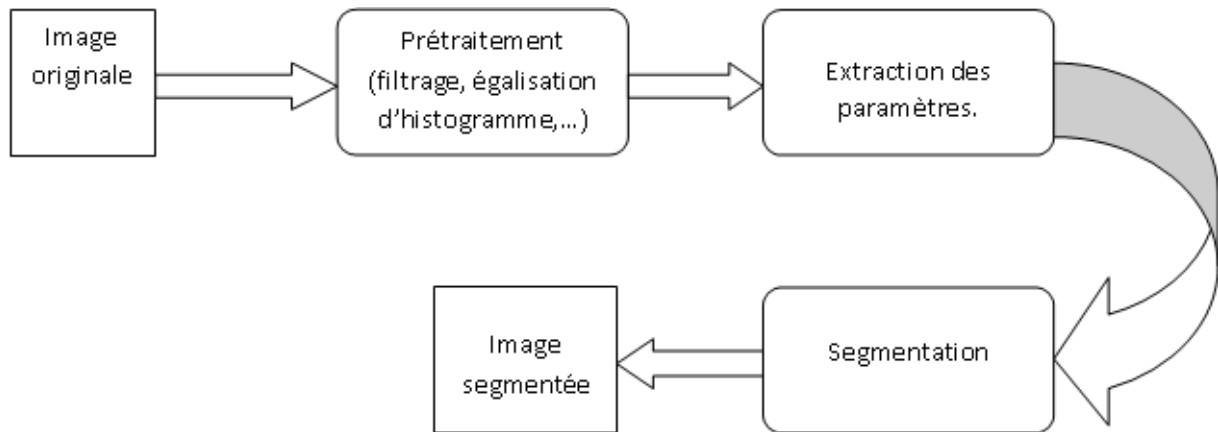 Image
originale
Prétraitement
(filtrage, égalisation
d’histogramme,…)
Extraction des
paramètres.
Segmentation
Image
segmentée